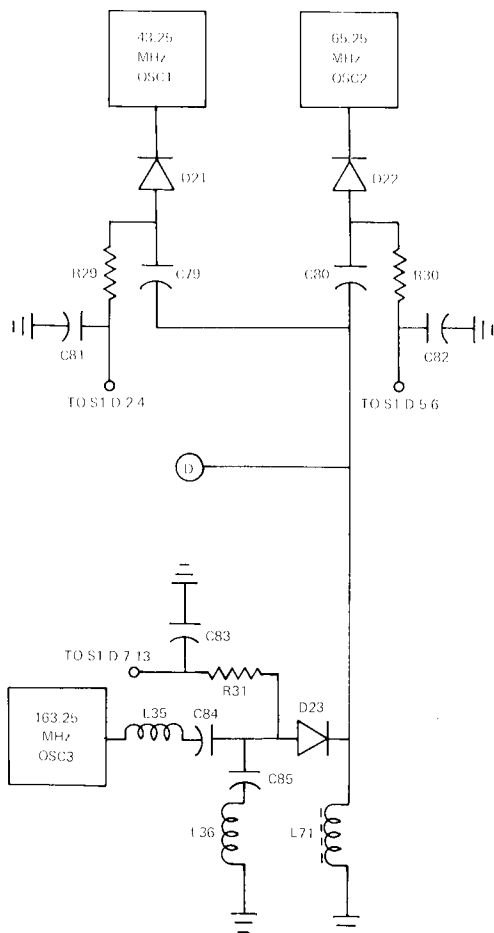 43.25
MHz
OSC1
65.25
MHz
OSC2
D21
D22
R29
C79
C80
R30
C81
C82
TO S1 D 2 4
TO S1 D 5 6
D
C83
TO S1 D 7 13
R31
D23
163.25
MHz
OSC3
L35
C84
C85
L36
L71